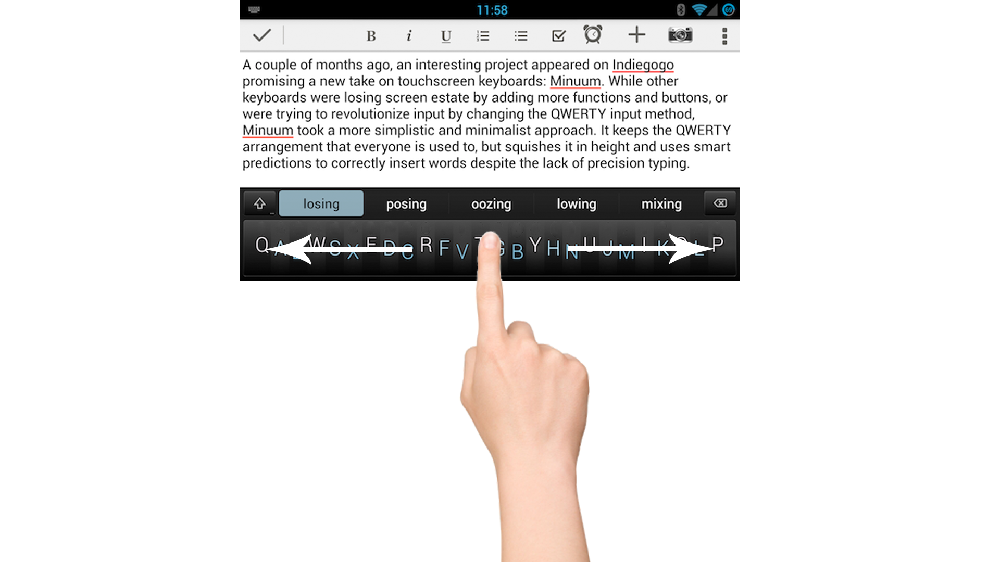 11:58
69
B i U
A couple of months ago, an interesting project appeared on Indiegogo
promising a new take on touchscreen keyboards: Minuum. While other
keyboards were losing screen estate by adding more functions and buttons, or
were trying to revolutionize input by changing the QWERTY input method,
Minuum took a more simplistic and minimalist approach. It keeps the QWERTY
arrangement that everyone is used to, but squishes it in height and uses smart
predictions to correctly insert words despite the lack of precision typing.
losing posing oozing lowing mixing
Q A W S X E D C R F V T G B Y H N U J M I K O L P